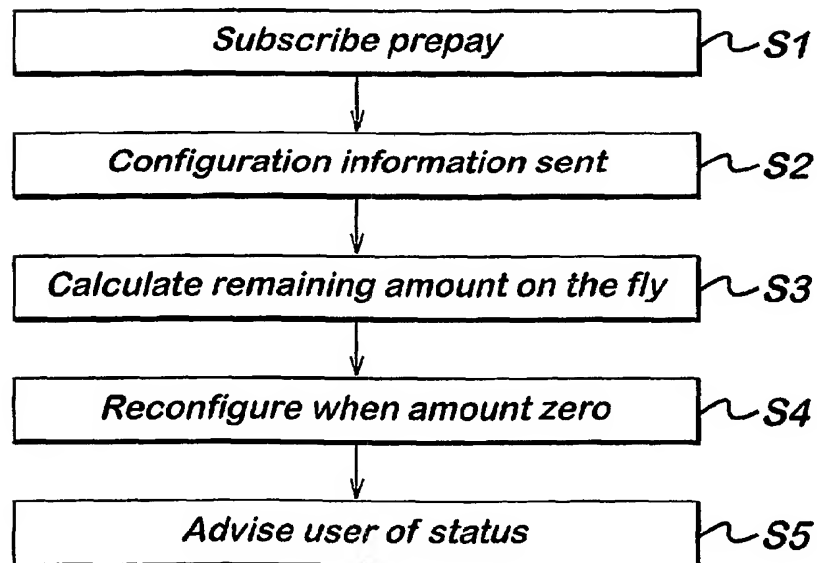 Subscribe prepay S1
Configuration information sent S2
Calculate remaining amount on the fly S3
Reconfigure when amount zero S4
Advise user of status S5